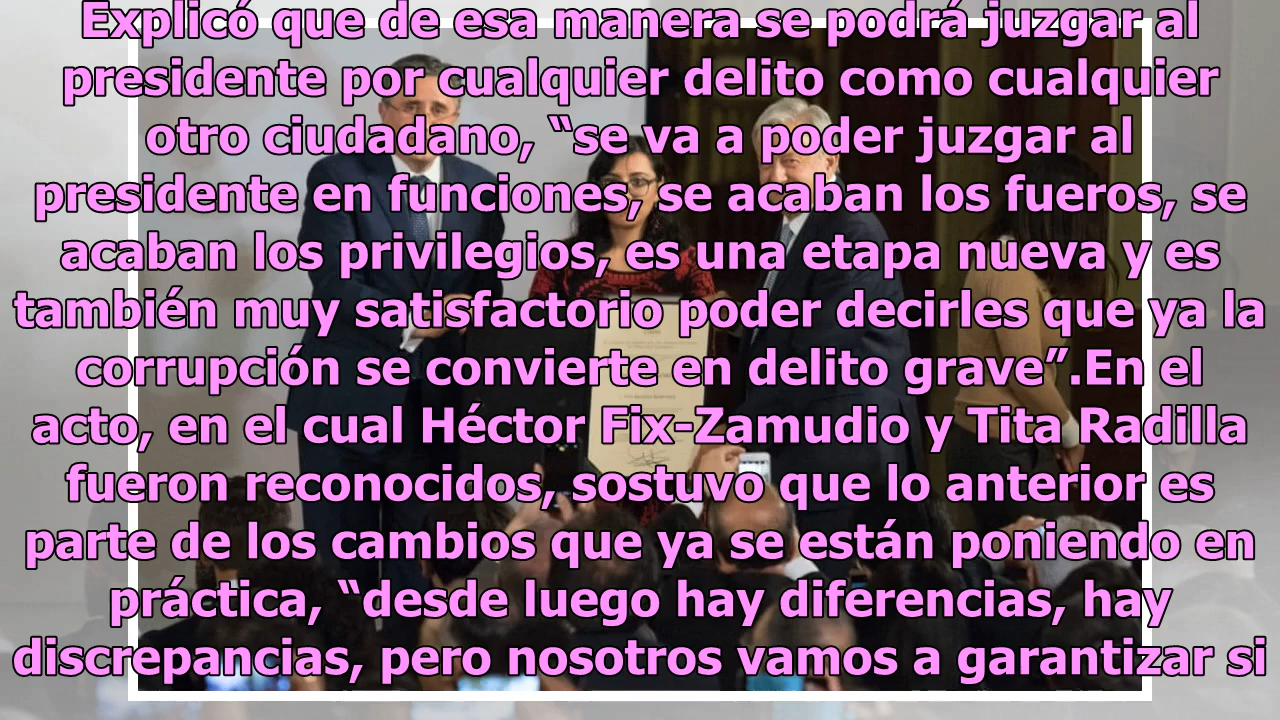 Explicó que de esa manera se podrá juzgar al
presidente por cualquier delito como cualquier
otro ciudadano, “se va a poder juzgar al
presidente en funciones, se acaban los fueros, se
acaban los privilegios, es una etapa nueva y es
también muy satisfactorio poder decirles que ya la
corrupción se convierte en delito grave”.En el
acto, en el cual Héctor Fix-Zamudio y Tita Radilla
fueron reconocidos, sostuvo que lo anterior es
parte de los cambios que ya se están poniendo en
práctica, “desde luego hay diferencias, hay
discrepancias, pero nosotros vamos a garantizar si